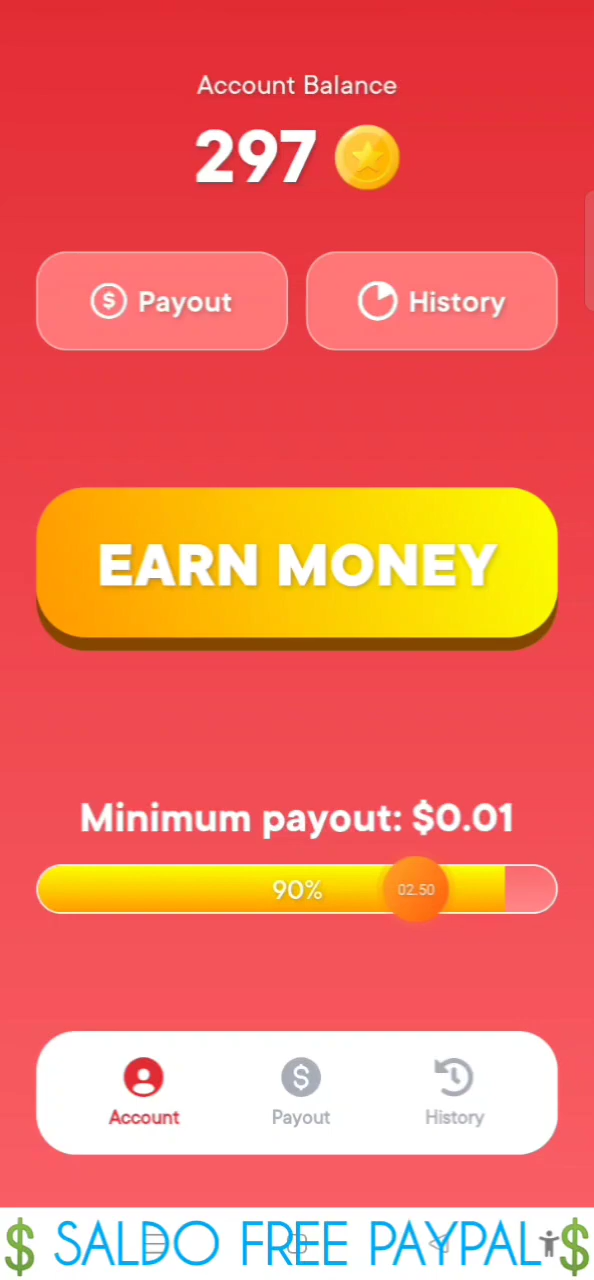 Account Balance
297
Payout History
EARN MONEY
Minimum payout: $0.01
90% 02.50
Account Payout History
$ SALDO FREE PAYPAL $